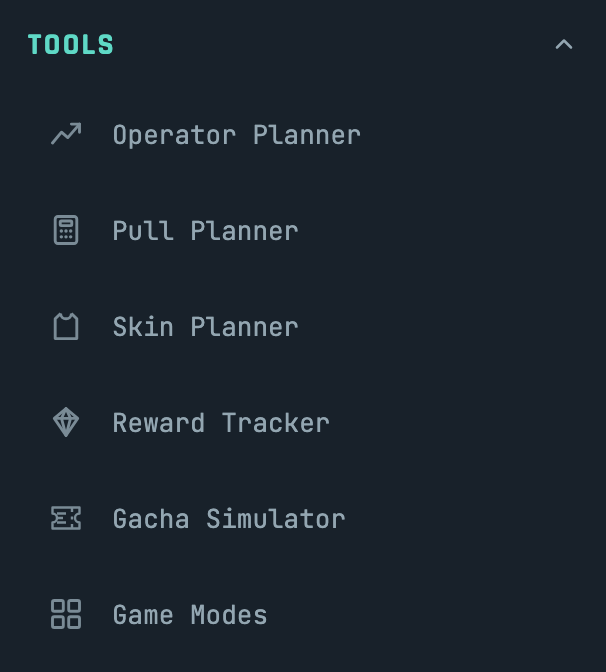 TOOLS
Operator Planner
Pull Planner
Skin Planner
Reward Tracker
Gacha Simulator
Game Modes